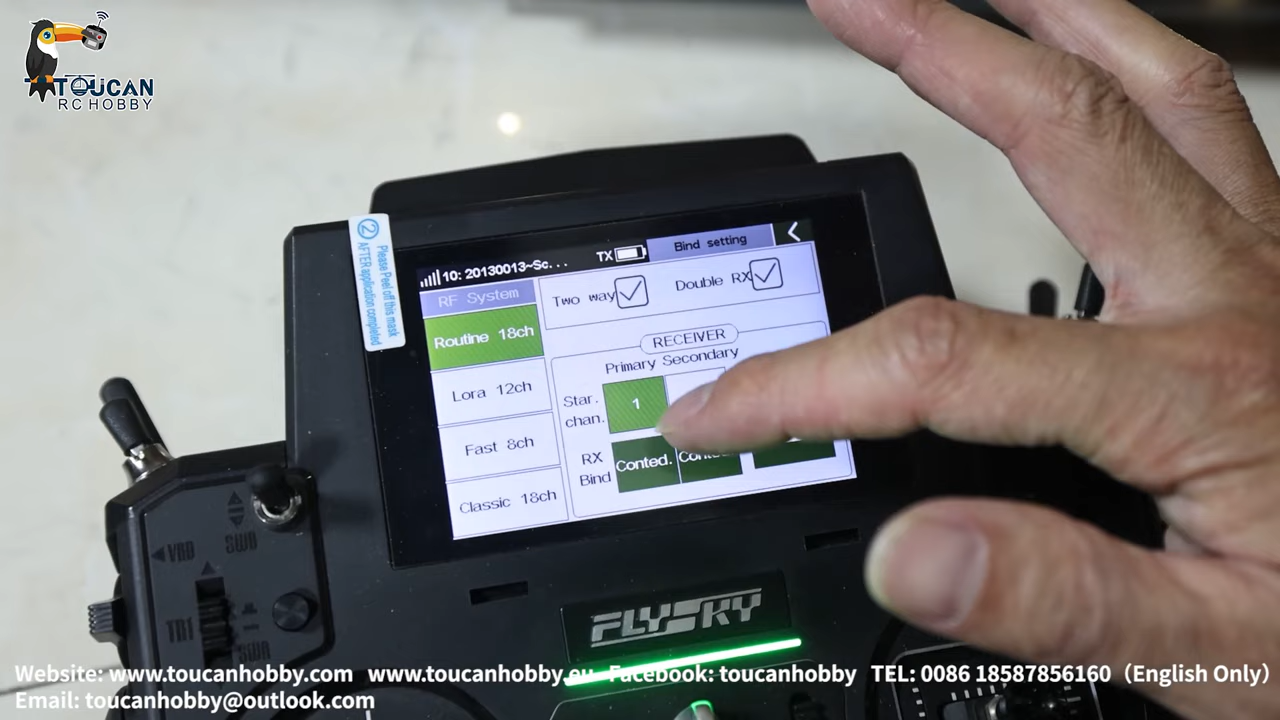 TOUCAN
RC HOBBY
② Please Peel off this mask
AFTER application completed
10: 20130013~Sc...
TX
Bind setting
RF System
Two way
Double RX
Routine 18ch
RECEIVER
Primary Secondary
Lora 12ch
Star. chan.
1
Fast 8ch
RX Bind
Conted.
Classic 18ch
SWB
VRB
TR1
FLYSKY
Website: www.toucanhobby.com www.toucanhobby.eu Facebook: toucanhobby TEL: 0086 18587856160（English Only）
Email: toucanhobby@outlook.com